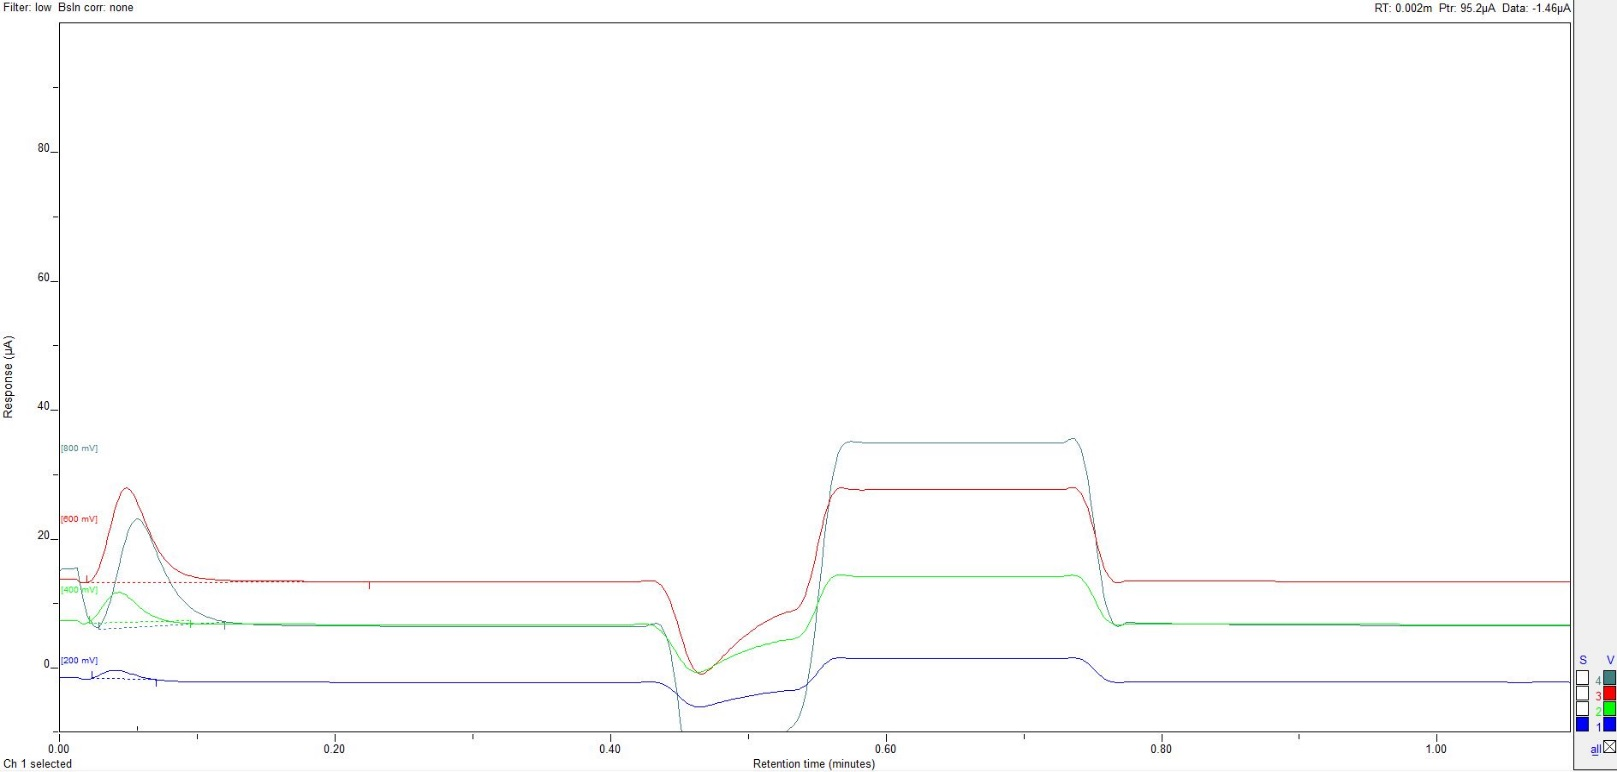 Filter: low Bsln corr: none
RT: 0.002m Ptr: 95.2µA Data: -1.46µA
80
60
40
20
0
Response (µA)
[800 mV]
[600 mV]
[400 mV]
[200 mV]
S V
4
3
2
1
all
0.00 0.20 0.40 0.60 0.80 1.00
Ch 1 selected
Retention time (minutes)